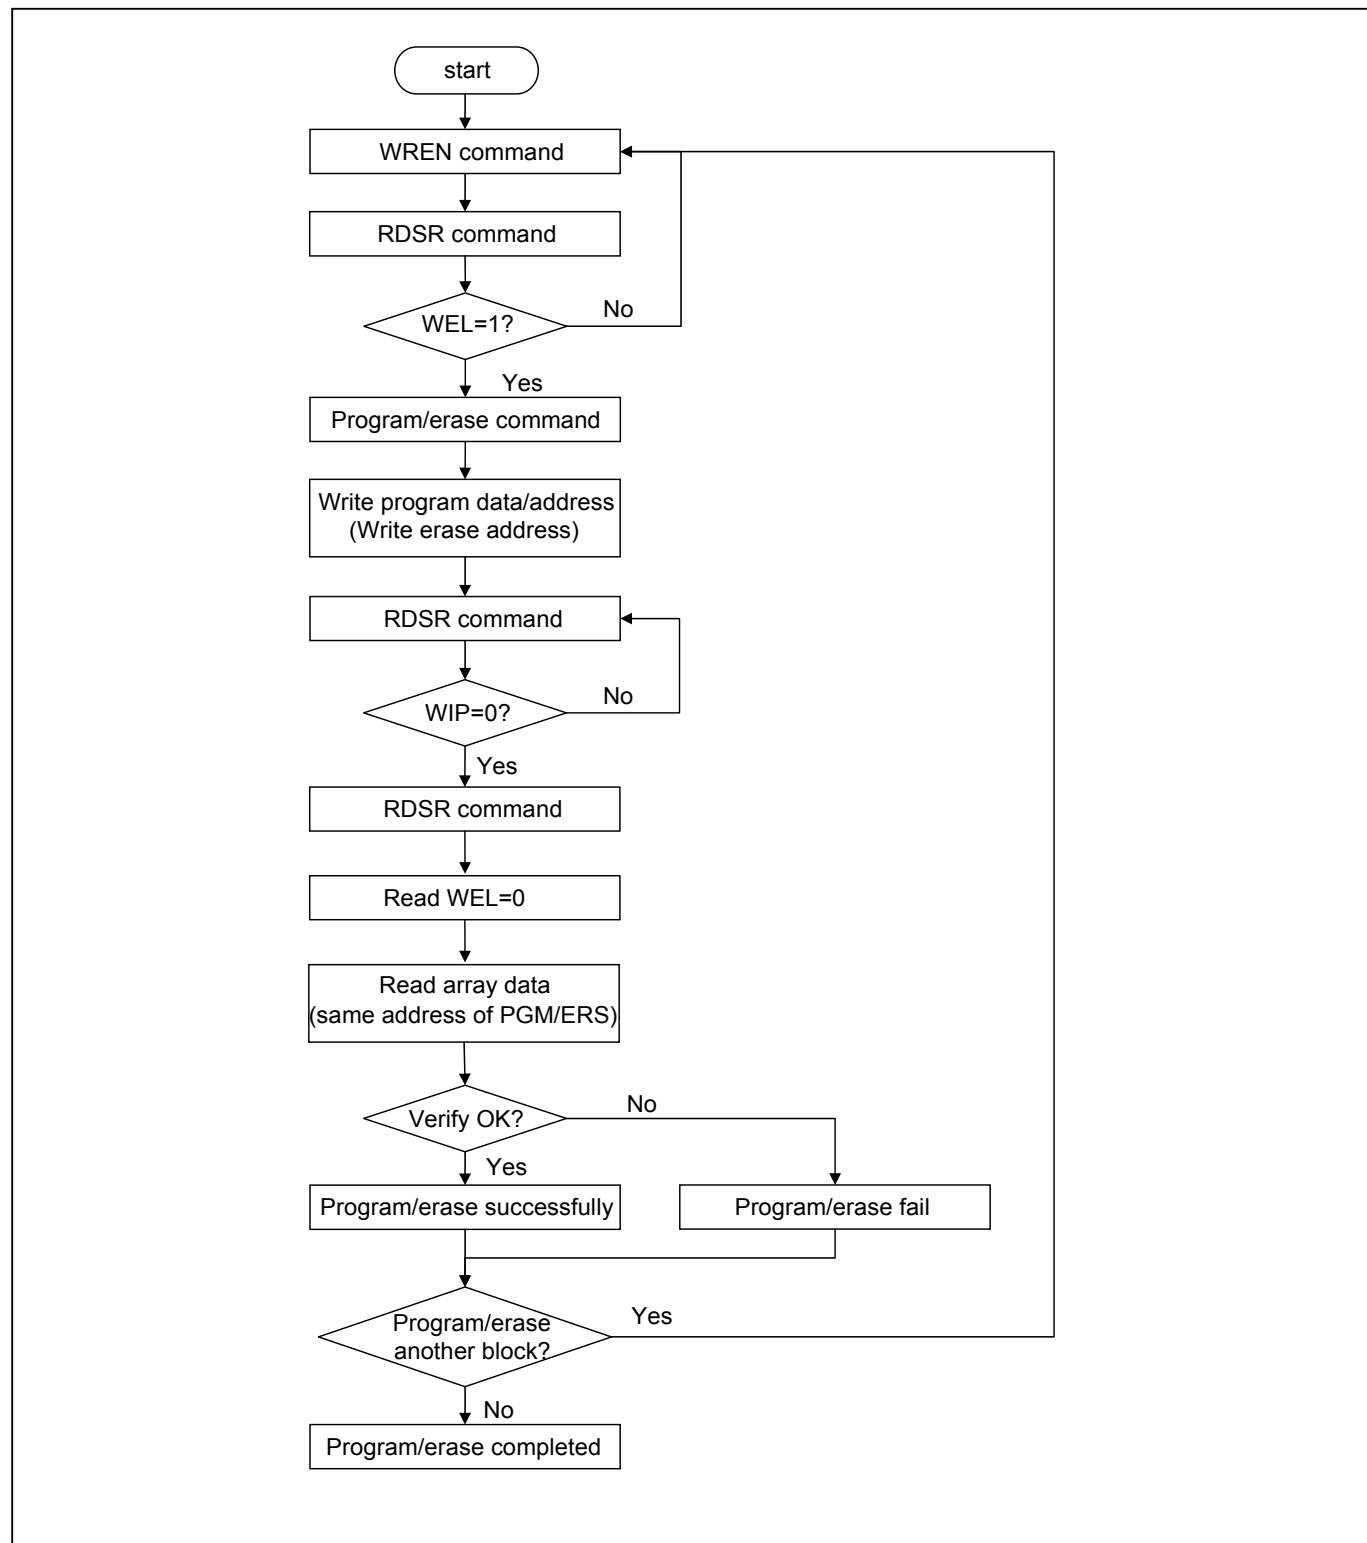 start
WREN command
RDSR command
WEL=1?
No
Yes
Program/erase command
Write program data/address
(Write erase address)
RDSR command
WIP=0?
No
Yes
RDSR command
Read WEL=0
Read array data
(same address of PGM/ERS)
Verify OK?
No
Yes
Program/erase successfully
Program/erase fail
Program/erase
another block?
Yes
No
Program/erase completed